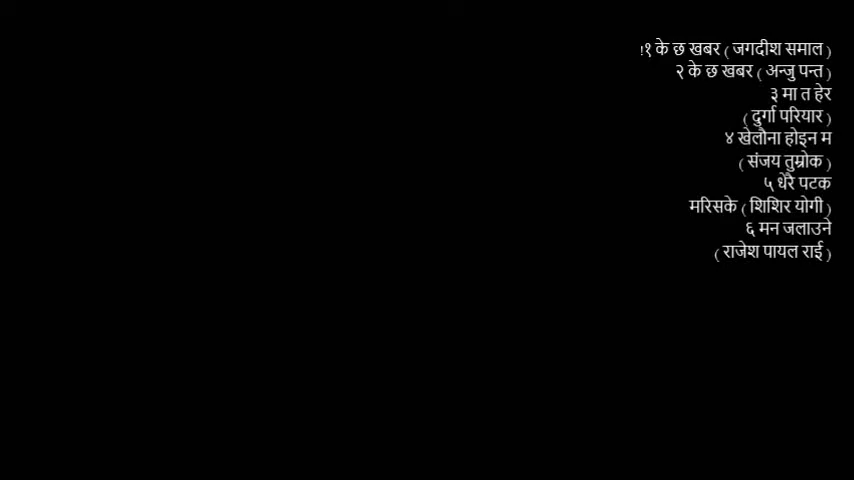 !१ के छ खबर ( जगदीश समाल )
२ के छ खबर ( अन्जु पन्त )
३ मा त हेर
( दुर्गा परियार )
४ खेलौना होइन म
( संजय तुम्रोक )
५ धेरै पटक
मरिसके ( शिशिर योगी )
६ मन जलाउने
( राजेश पायल राई )